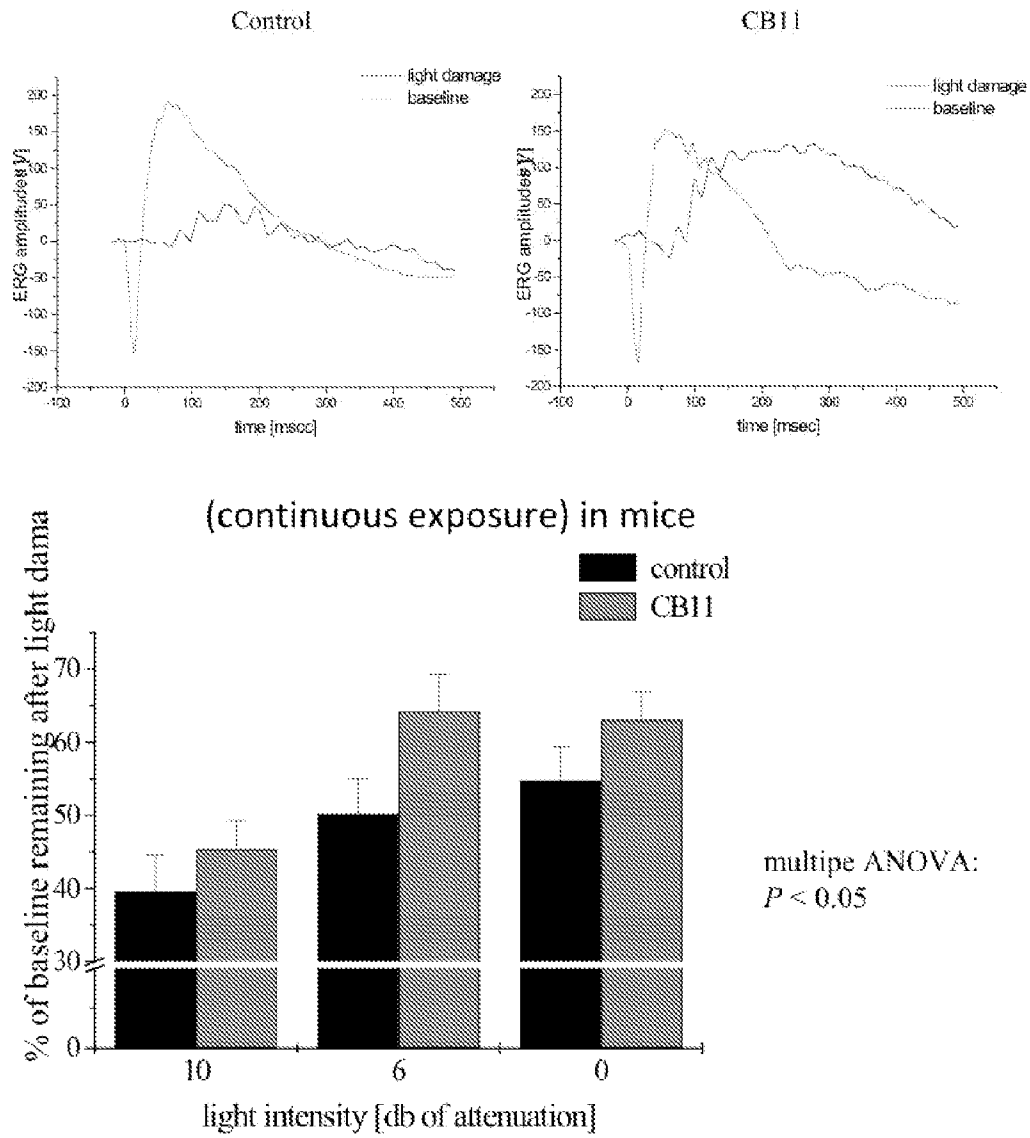 Control
CB11
light damage
baseline
200
150
100
50
0
-50
-100
-150
-200
-100
0
100
200
300
400
500
time [msec]
light damage
baseline
200
150
100
50
0
-50
-100
-150
-200
-100
0
100
200
300
400
500
time [msec]
ERG amplitudes
ERG amplitudes
(continuous exposure) in mice
control
CB11
% of baseline remaining after light dama
70
60
50
40
30
0
10
6
0
light intensity [db of attenuation]
multipe ANOVA:
P < 0.05